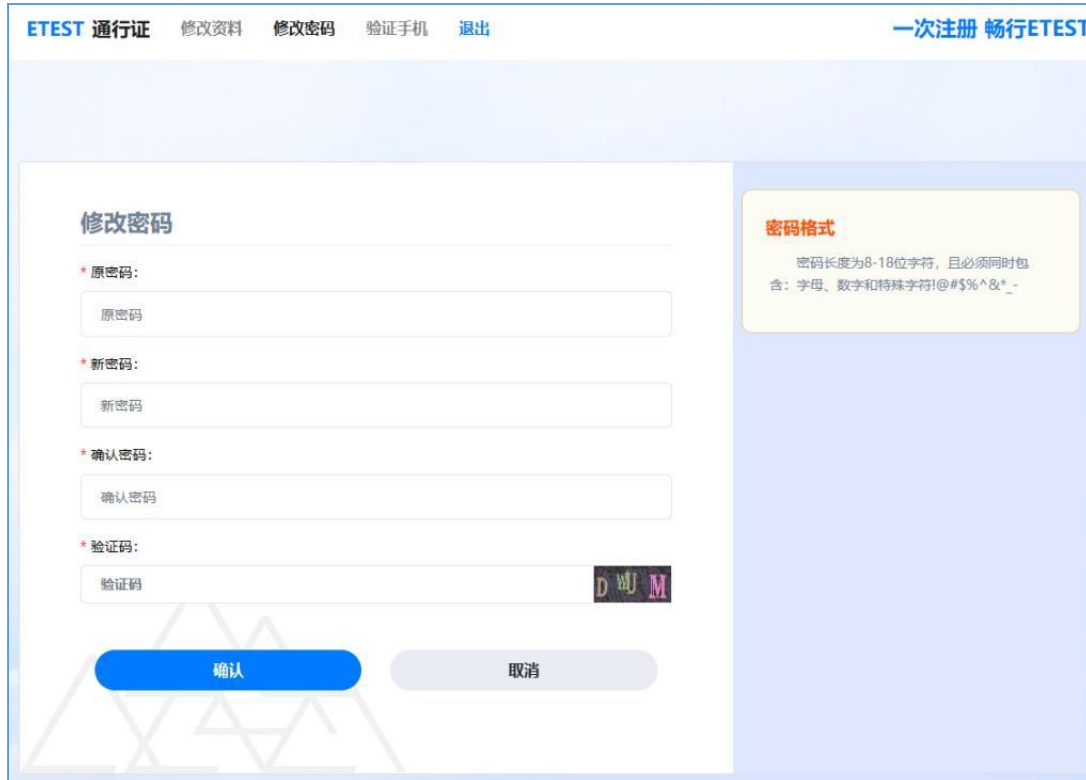 ETEST 通行证 修改资料 修改密码 验证手机 退出 一次注册 畅行ETEST
修改密码
* 原密码：
原密码
* 新密码：
新密码
* 确认密码：
确认密码
* 验证码：
验证码 D W U M
确认 取消
密码格式
密码长度为8-18位字符，且必须同时包
含：字母、数字和特殊字符!@#$%^&*_-